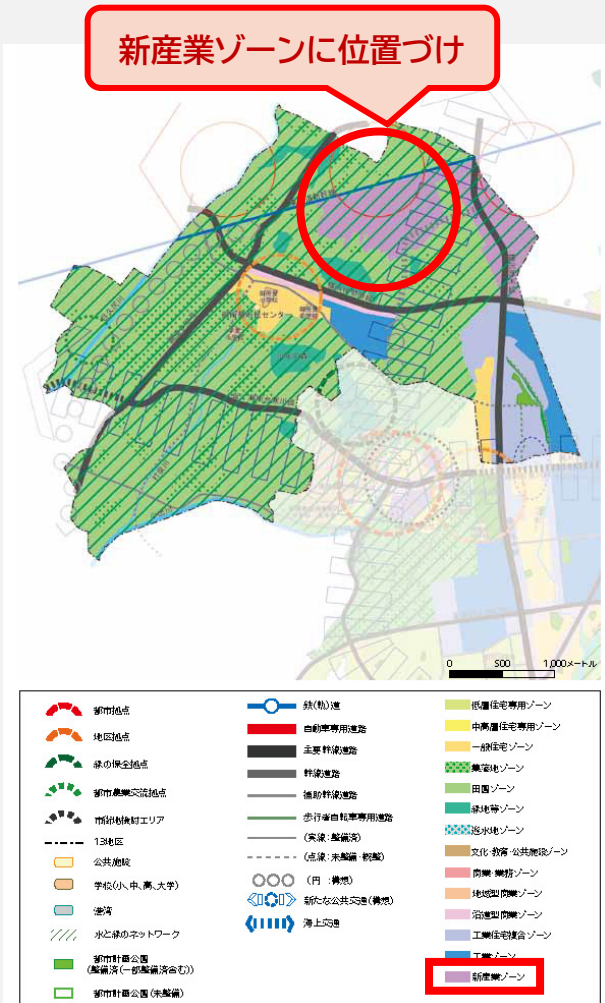 新産業ゾーンに位置づけ
0 500 1,000メートル
都市拠点
地区拠点
緑の保全拠点
都市農業交流拠点
市街地検討エリア
13地区
公共施設
学校(小、中、高、大学)
港湾
水と緑のネットワーク
都市計画公園
(整備済(一部整備済含む))
都市計画公園(未整備)
鉄(軌)道
自動車専用道路
主要幹線道路
幹線道路
補助幹線道路
歩行者自転車専用道路
(実線:整備済)
(点線:未整備・概整)
(円 :構想)
新たな公共交通(構想)
海上交通
低層住宅専用ゾーン
中高層住宅専用ゾーン
一般住宅ゾーン
集落地ゾーン
田園ゾーン
緑地等ゾーン
遊水地ゾーン
文化・教育・公共施設ゾーン
商業・業務ゾーン
地域型商業ゾーン
沿道型商業ゾーン
工業住宅複合ゾーン
工業ゾーン
新産業ゾーン